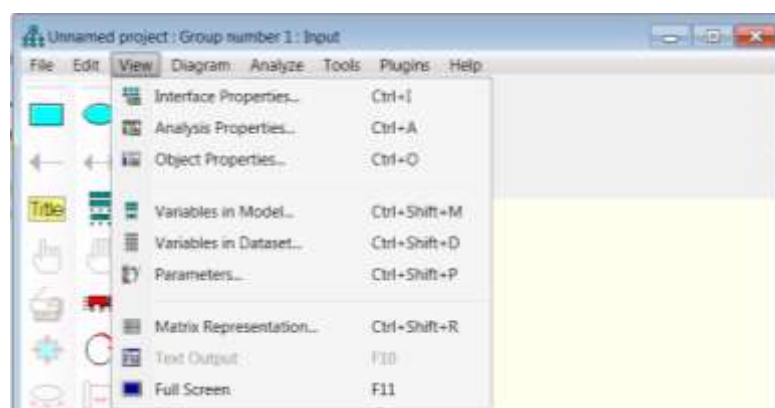 Unnamed project : Group number 1 : Input
File Edit View Diagram Analyze Tools Plugins Help
Interface Properties... Ctrl+I
Analysis Properties... Ctrl+A
Object Properties... Ctrl+O
Title
Variables in Model... Ctrl+Shift+M
Variables in Dataset... Ctrl+Shift+D
Parameters... Ctrl+Shift+P
Matrix Representation... Ctrl+Shift+R
Text Output F10
Full Screen F11